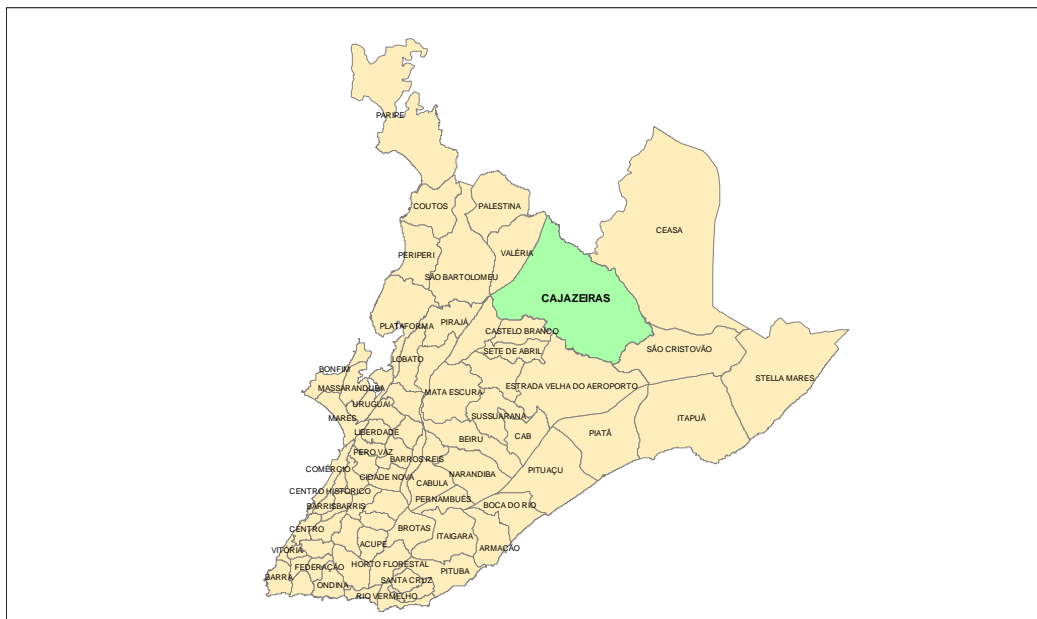 PARIPE
COUTOS
PALESTINA
CEASA
PERIPERI
VALÉRIA
SÃO BARTOLOMEU
CAJAZEIRAS
PLATAFORMA
PIRAJÁ
CASTELO BRANCO
SETE DE ABRIL
SÃO CRISTOVÃO
LOBATO
BONFIM
STELLA MARES
MASSARANDUBA
MATA ESCURA
ESTRADA VELHA DO AEROPORTO
URUGUAI
MARES
SUSSUARANA
ITAPUÃ
LIBERDADE
BEIRU
CAB
PIATÃ
PERO VAZ
BARROS REIS
COMÉRCIO
CIDADE NOVA
CABULA
NARANDIBA
PITUAÇU
CENTRO HISTÓRICO
PERNAMBUÉS
BARRIS
BARRIS
BOCA DO RIO
CENTRO
BROTAS
ITAIGARA
ACUPE
ARMAÇÃO
VITÓRIA
FEDERAÇÃO
HORTO FLORESTAL
PITUBA
BARRA
ONDINA
SANTA CRUZ
RIO VERMELHO